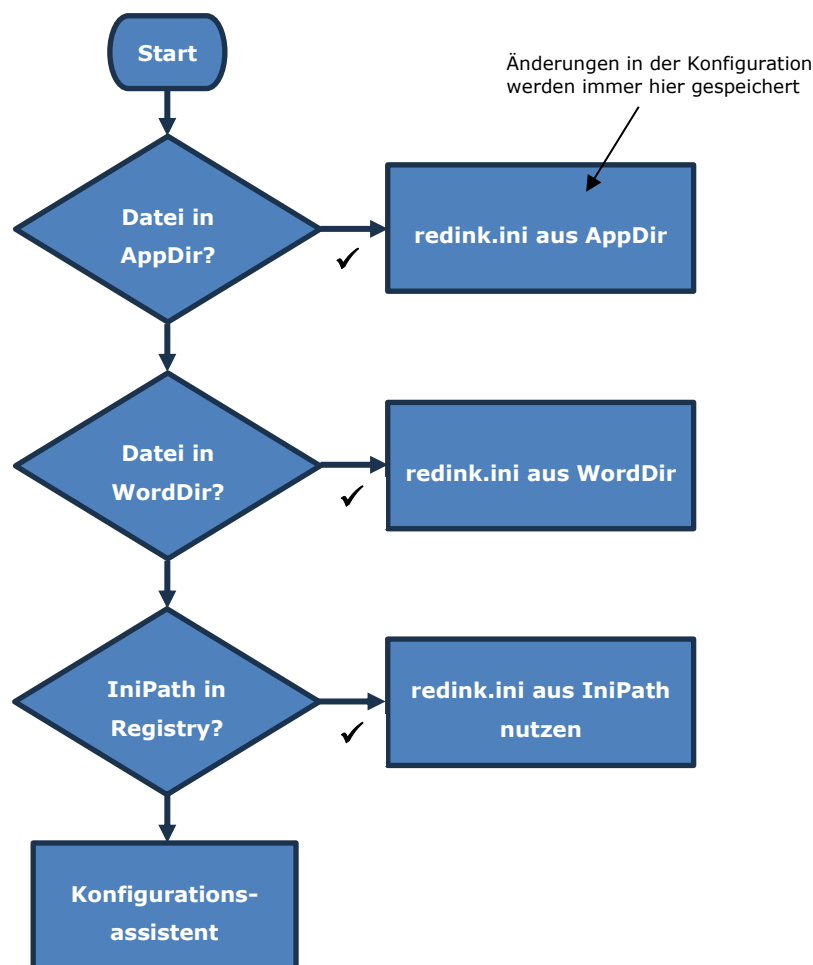 Start
Änderungen in der Konfiguration
werden immer hier gespeichert
Datei in
AppDir?
✓
redink.ini aus AppDir
Datei in
WordDir?
✓
redink.ini aus WordDir
IniPath in
Registry?
✓
redink.ini aus IniPath
nutzen
Konfigurations-
assistent